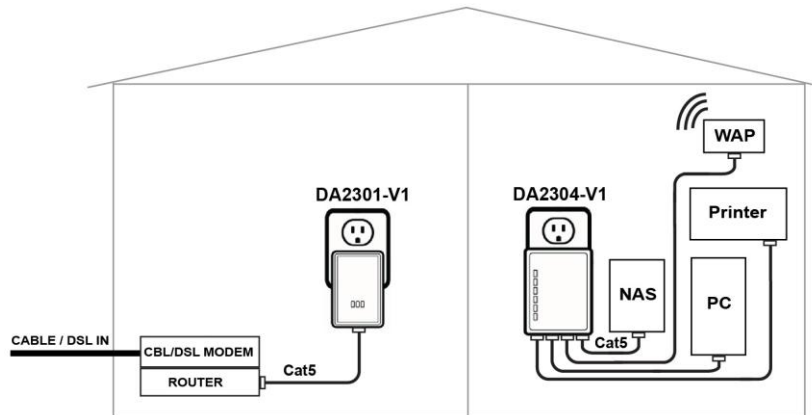 WAP
DA2301-V1
DA2304-V1
Printer
NAS
PC
CABLE / DSL IN
CBL/DSL MODEM
Cat5
Cat5
ROUTER